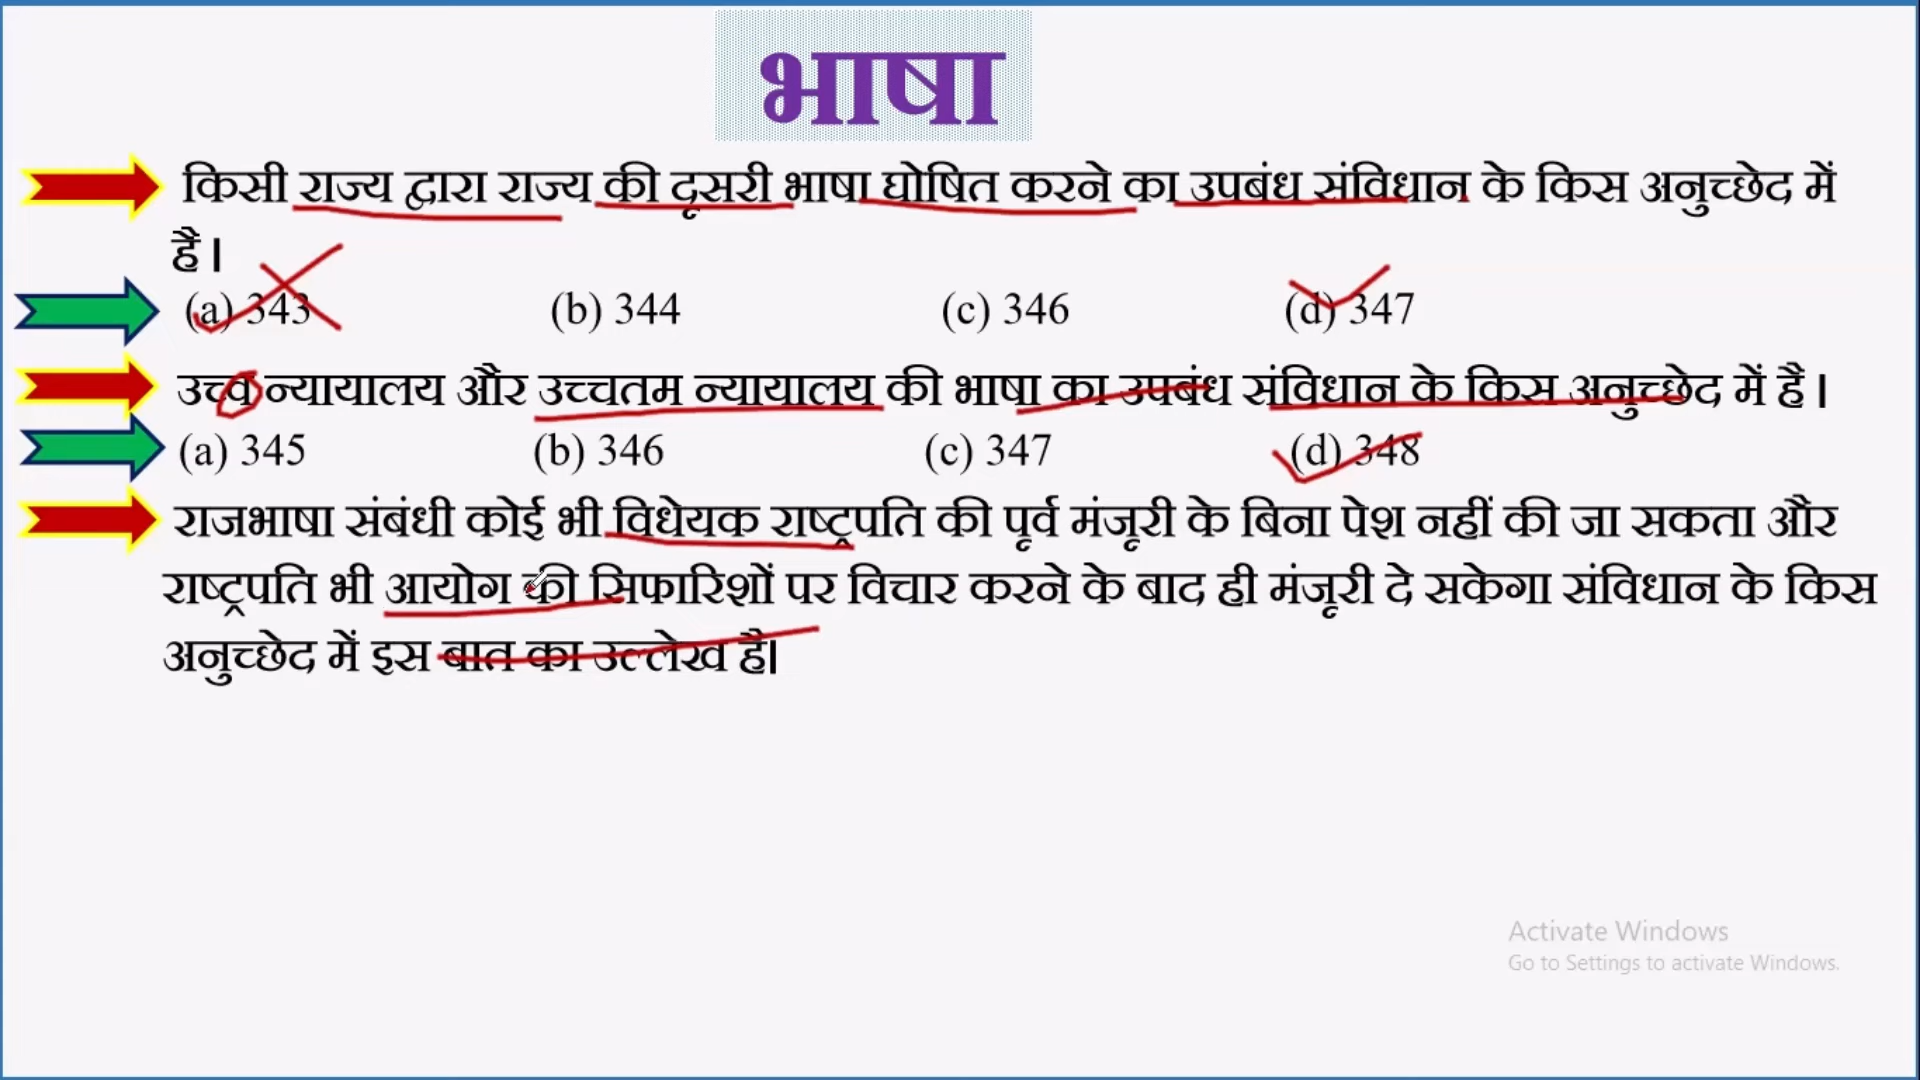 भाषा
किसी राज्य द्वारा राज्य की दूसरी भाषा घोषित करने का उपबंध संविधान के किस अनुच्छेद में
है।
(a) 343 (b) 344 (c) 346 (d) 347
उच्च न्यायालय और उच्चतम न्यायालय की भाषा का उपबंध संविधान के किस अनुच्छेद में है।
(a) 345 (b) 346 (c) 347 (d) 348
राजभाषा संबंधी कोई भी विधेयक राष्ट्रपति की पूर्व मंजूरी के बिना पेश नहीं की जा सकता और
राष्ट्रपति भी आयोग की सिफारिशों पर विचार करने के बाद ही मंजूरी दे सकेगा संविधान के किस
अनुच्छेद में इस बात का उल्लेख है।
Activate Windows
Go to Settings to activate Windows.